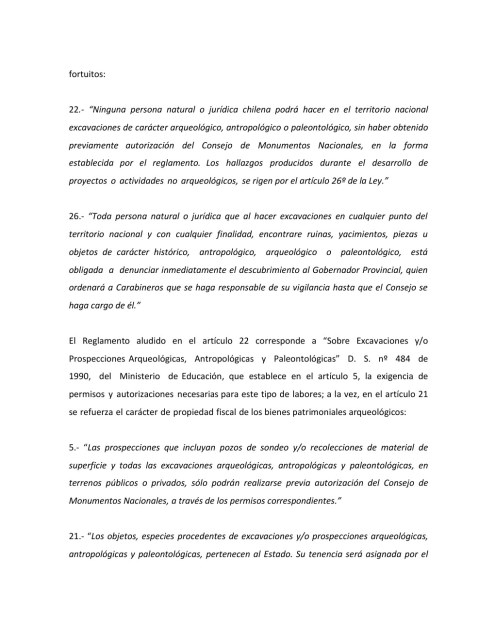 fortuitos:
22.- “Ninguna persona natural o jurídica chilena podrá hacer en el territorio nacional
excavaciones de carácter arqueológico, antropológico o paleontológico, sin haber obtenido
previamente autorización del Consejo de Monumentos Nacionales, en la forma
establecida por el reglamento. Los hallazgos producidos durante el desarrollo de
proyectos o actividades no arqueológicos, se rigen por el artículo 26º de la Ley.”
26.- “Toda persona natural o jurídica que al hacer excavaciones en cualquier punto del
territorio nacional y con cualquier finalidad, encontrare ruinas, yacimientos, piezas u
objetos de carácter histórico, antropológico, arqueológico o paleontológico, está
obligada a denunciar inmediatamente el descubrimiento al Gobernador Provincial, quien
ordenará a Carabineros que se haga responsable de su vigilancia hasta que el Consejo se
haga cargo de él.”
El Reglamento aludido en el artículo 22 corresponde a “Sobre Excavaciones y/o
Prospecciones Arqueológicas, Antropológicas y Paleontológicas” D. S. nº 484 de
1990, del Ministerio de Educación, que establece en el artículo 5, la exigencia de
permisos y autorizaciones necesarias para este tipo de labores; a la vez, en el artículo 21
se refuerza el carácter de propiedad fiscal de los bienes patrimoniales arqueológicos:
5.- “Las prospecciones que incluyan pozos de sondeo y/o recolecciones de material de
superficie y todas las excavaciones arqueológicas, antropológicas y paleontológicas, en
terrenos públicos o privados, sólo podrán realizarse previa autorización del Consejo de
Monumentos Nacionales, a través de los permisos correspondientes.”
21.- “Los objetos, especies procedentes de excavaciones y/o prospecciones arqueológicas,
antropológicas y paleontológicas, pertenecen al Estado. Su tenencia será asignada por el